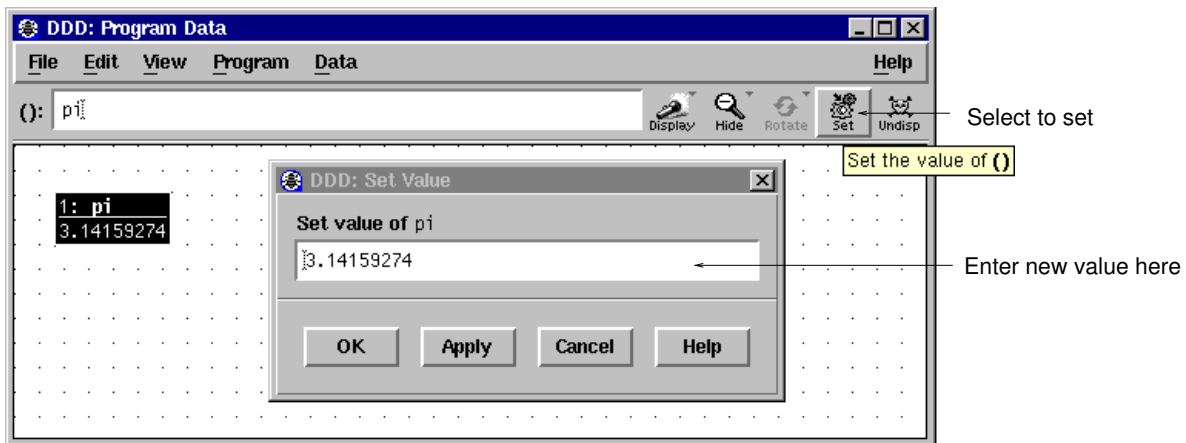 DDD: Program Data
File Edit View Program Data Help
(): pi
Display Hide Rotate Set Undisp
Select to set
Set the value of ()
1: pi
3.14159274
DDD: Set Value
Set value of pi
3.14159274
Enter new value here
OK Apply Cancel Help